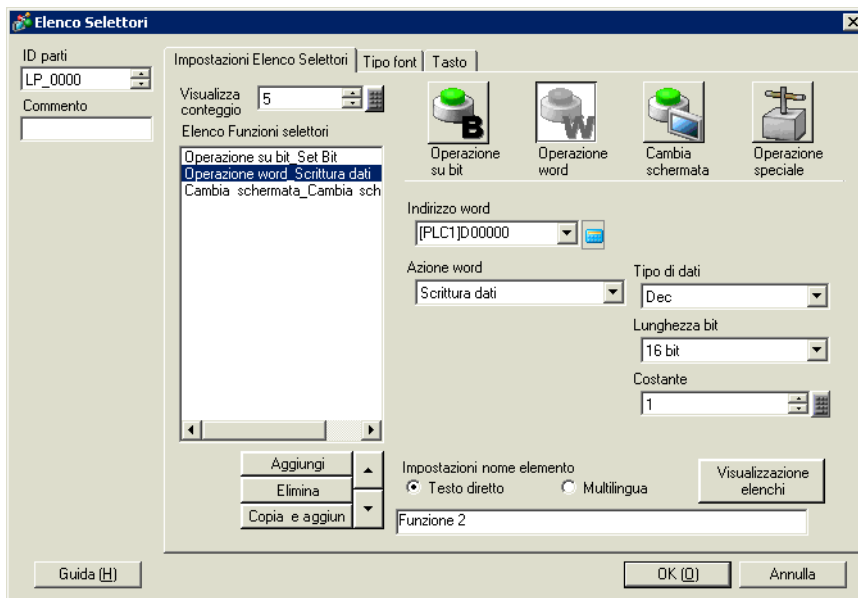 Elenco Selettori
ID parti
LP_0000
Commento
Impostazioni Elenco Selettori
Tipo font
Tasto
Visualizza
conteggio
5
Elenco Funzioni selettori
Operazione su bit_Set Bit
Operazione word_Scrittura dati
Cambia schermata_Cambia sch
Aggiungi
Elimina
Copia e aggiun
B
Operazione
su bit
W
Operazione
word
Cambia
schermata
Operazione
speciale
Indirizzo word
[PLC1]D00000
Azione word
Scrittura dati
Tipo di dati
Dec
Lunghezza bit
16 bit
Costante
1
Impostazioni nome elemento
Testo diretto
Multilingua
Visualizzazione
elenchi
Funzione 2
Guida (H)
OK (O)
Annulla